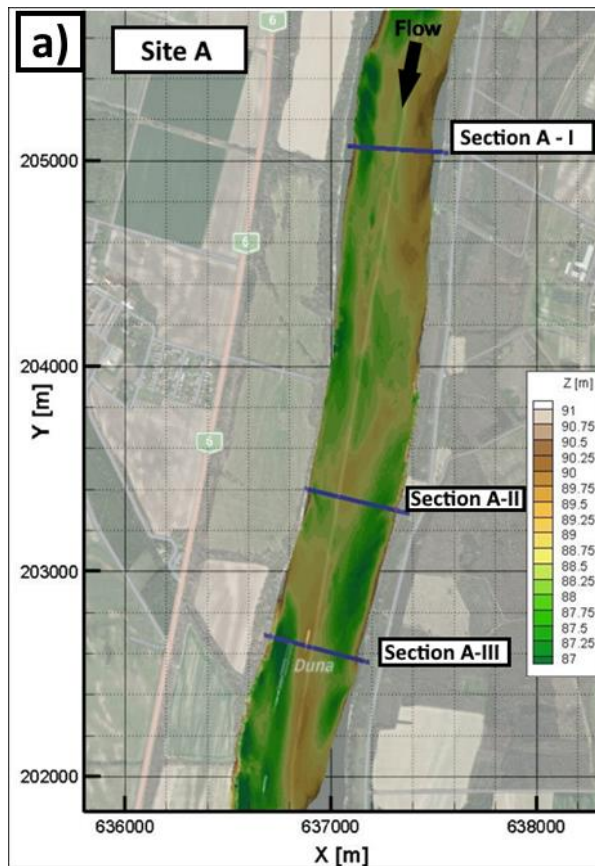 a)
Site A
Flow
6
Section A - I
205000
6
204000
Z [m]
91
90.75
90.5
90.25
90
89.75
89.5
89.25
89
88.75
88.5
88.25
88
87.75
87.5
87.25
87
Y [m]
6
Section A-II
203000
Section A-III
Duna
202000
636000
637000
638000
X [m]